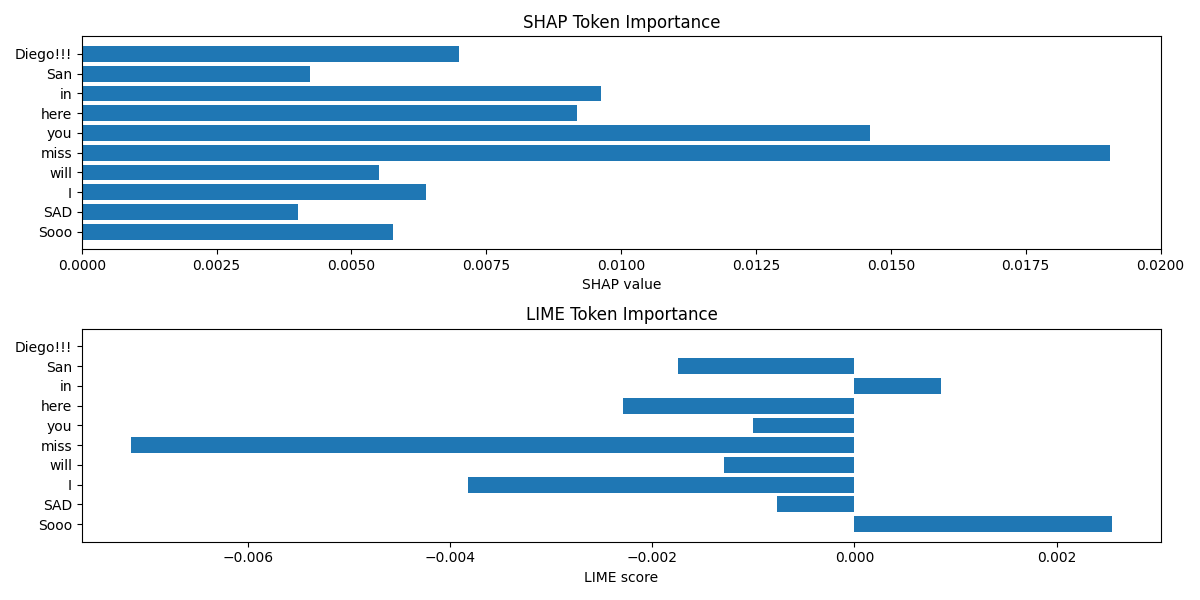 SHAP Token Importance
Diego!!!
San
in
here
you
miss
will
I
SAD
Sooo
0.0000 0.0025 0.0050 0.0075 0.0100 0.0125 0.0150 0.0175 0.0200
SHAP value
LIME Token Importance
Diego!!!
San
in
here
you
miss
will
I
SAD
Sooo
−0.006 −0.004 −0.002 0.000 0.002
LIME score